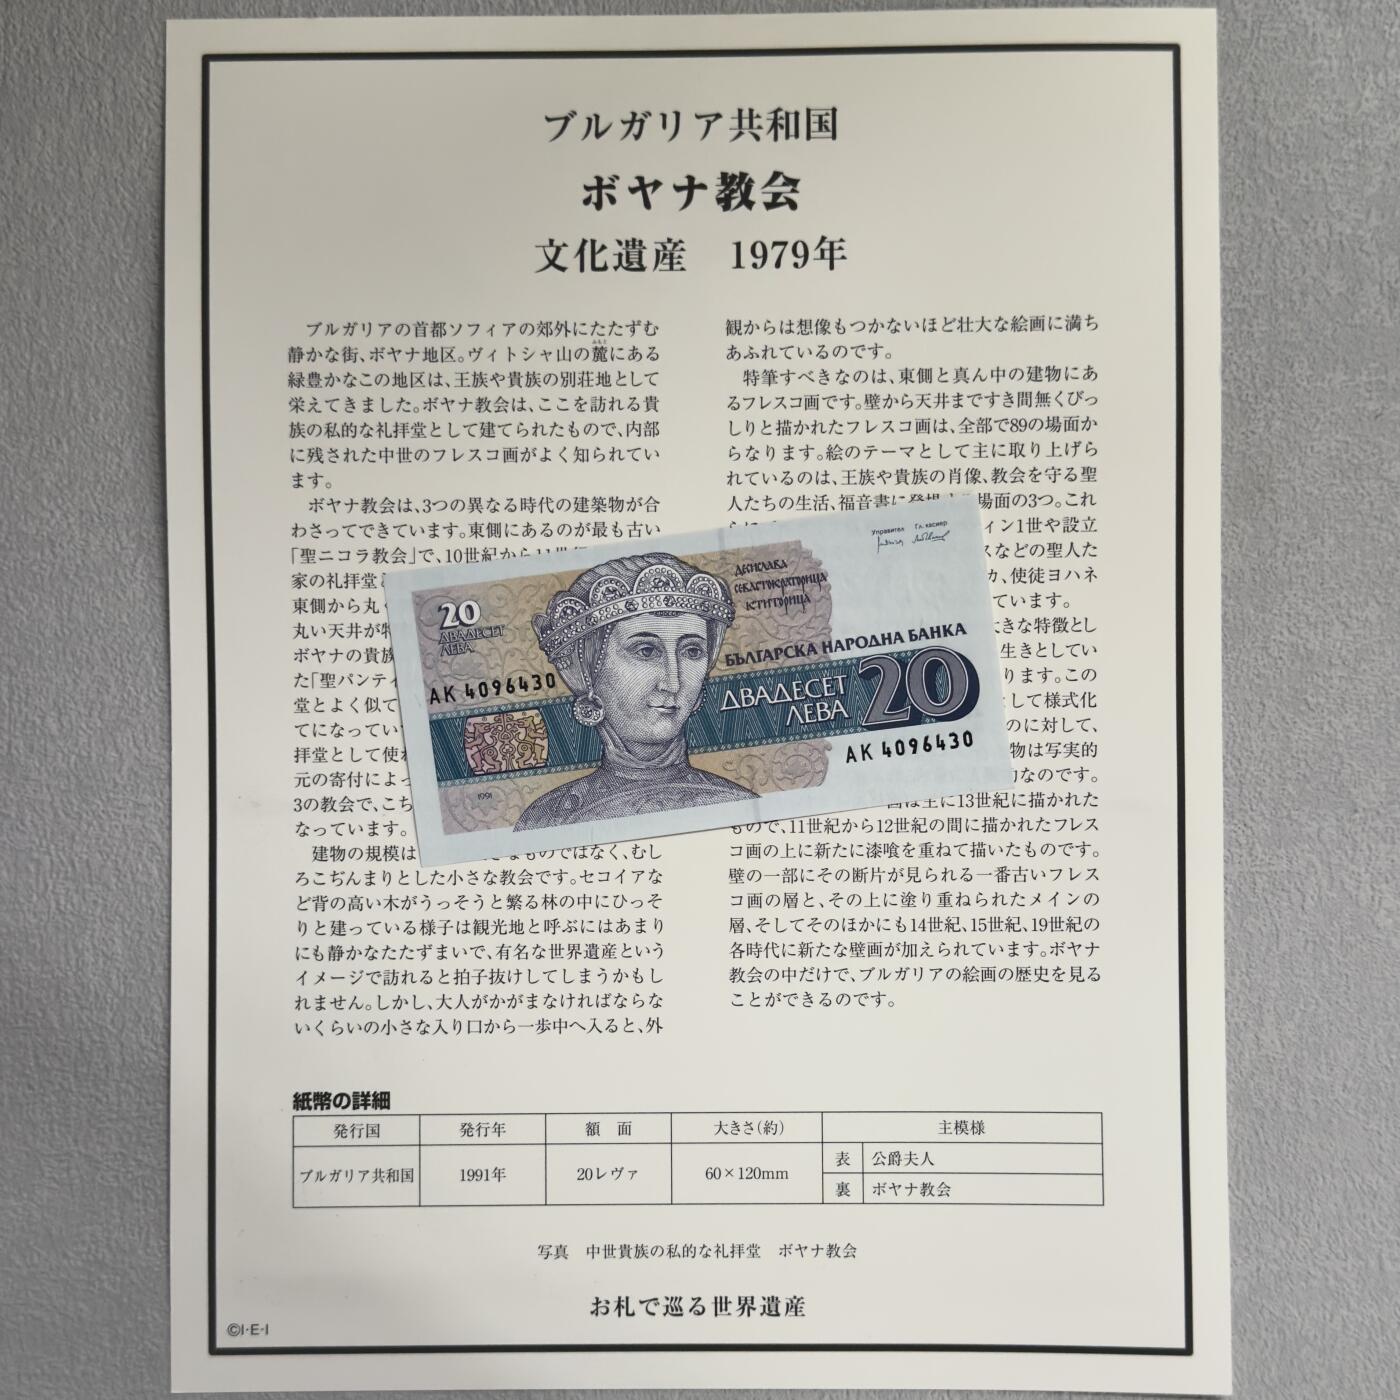 ブルガリア共和国
ボヤナ教会
文化遺産　1979年
ブルガリアの首都ソフィアの郊外にたたずむ
静かな街、ボヤナ地区。ヴィトシャ山の麓にある
緑豊かなこの地区は、王族や貴族の別荘地として
栄えてきました。ボヤナ教会は、ここを訪れる貴
族の私的な礼拝堂として建てられたもので、内部
に残された中世のフレスコ画がよく知られてい
ます。
ボヤナ教会は、3つの異なる時代の建築物が合
わさってできています。東側にあるのが最も古い
「聖ニコラ教会」で、10世紀から11世紀
家の礼拝堂
東側から丸
丸い天井が特
ボヤナの貴族
た「聖パンティ
堂とよく似て
てになってい
拝堂として使わ
元の寄付によっ
3の教会で、こち
なっています。
建物の規模は　　　なものではなく、むし
ろこぢんまりとした小さな教会です。セコイアな
ど背の高い木がうっそうと繁る林の中にひっそ
りと建っている様子は観光地と呼ぶにはあまり
にも静かなたたずまいで、有名な世界遺産という
イメージで訪れると拍子抜けしてしまうかもし
れません。しかし、大人がかがまなければならな
いくらいの小さな入り口から一歩中へ入ると、外
観からは想像もつかないほど壮大な絵画に満ち
あふれているのです。
特筆すべきなのは、東側と真ん中の建物にあ
るフレスコ画です。壁から天井まですき間無くびっ
しりと描かれたフレスコ画は、全部で89の場面か
らなります。絵のテーマとして主に取り上げら
れているのは、王族や貴族の肖像、教会を守る聖
人たちの生活、福音書に登場する場面の3つ。これ
ィン1世や設立
スなどの聖人た
カ、使徒ヨハネ
ています。
大きな特徴とし
生きとしてい
ります。この
して様式化
のに対して、
物は写実的
なのです。
画は主に13世紀に描かれた
もので、11世紀から12世紀の間に描かれたフレス
コ画の上に新たに漆喰を重ねて描いたものです。
壁の一部にその断片が見られる一番古いフレス
コ画の層と、その上に塗り重ねられたメインの
層、そしてそのほかにも14世紀、15世紀、19世紀の
各時代に新たな壁画が加えられています。ボヤナ
教会の中だけで、ブルガリアの絵画の歴史を見る
ことができるのです。
Управител Гл. касиер
ДЕСИСЛАВА
СЕВАСТОКРАТОРИЦА
КТИТОРИЦА
20
ДВАДЕСЕТ
ЛЕВА
БЪЛГАРСКА НАРОДНА БАНКА
АК 4096430
ДВАДЕСЕТ
ЛЕВА
20
АК 4096430
1991
紙幣の詳細
発行国　発行年　額　面　大きさ（約）　主模様
ブルガリア共和国　1991年　20レヴァ　60×120mm　表　公爵夫人
裏　ボヤナ教会
写真　中世貴族の私的な礼拝堂　ボヤナ教会
お札で巡る世界遺産
©I・E・I